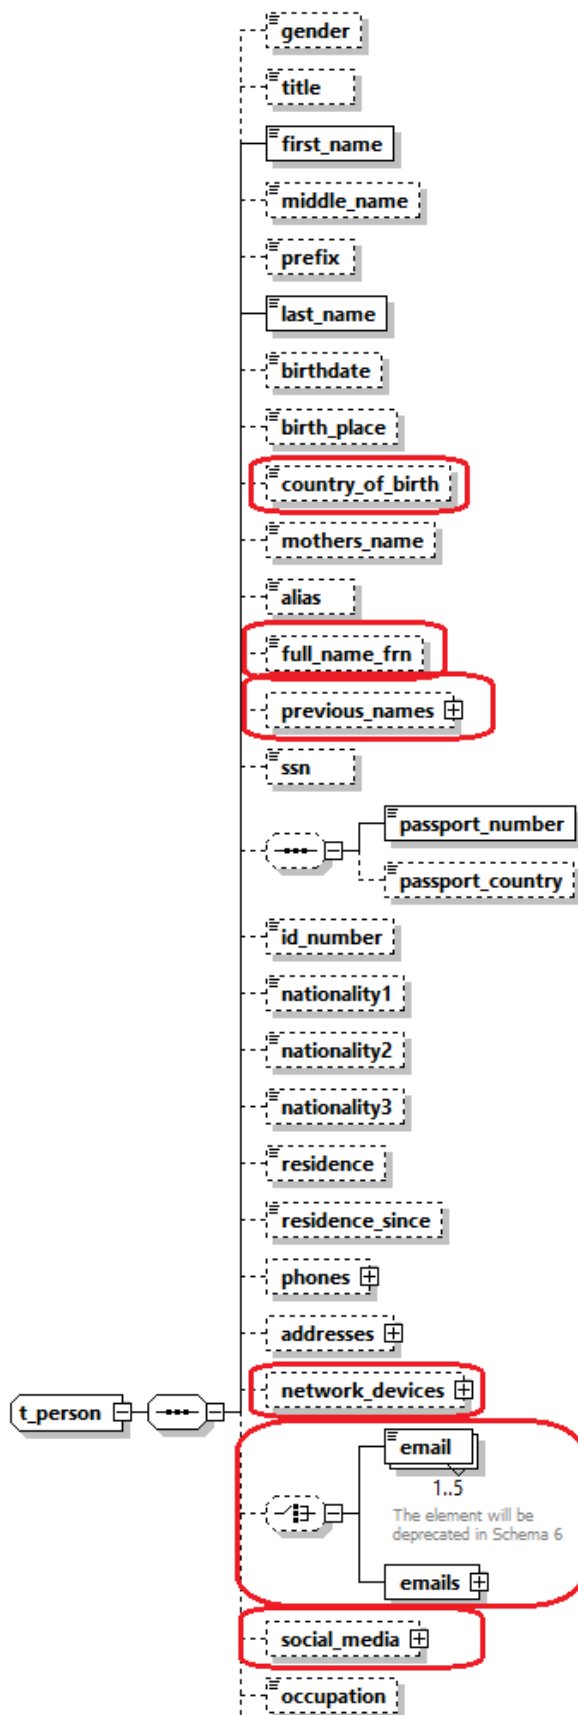 gender
title
first_name
middle_name
prefix
last_name
birthdate
birth_place
country_of_birth
mothers_name
alias
full_name_frn
previous_names
ssn
passport_number
passport_country
id_number
nationality1
nationality2
nationality3
residence
residence_since
phones
addresses
network_devices
t_person
email
1..5
The element will be
deprecated in Schema 6
emails
social_media
occupation